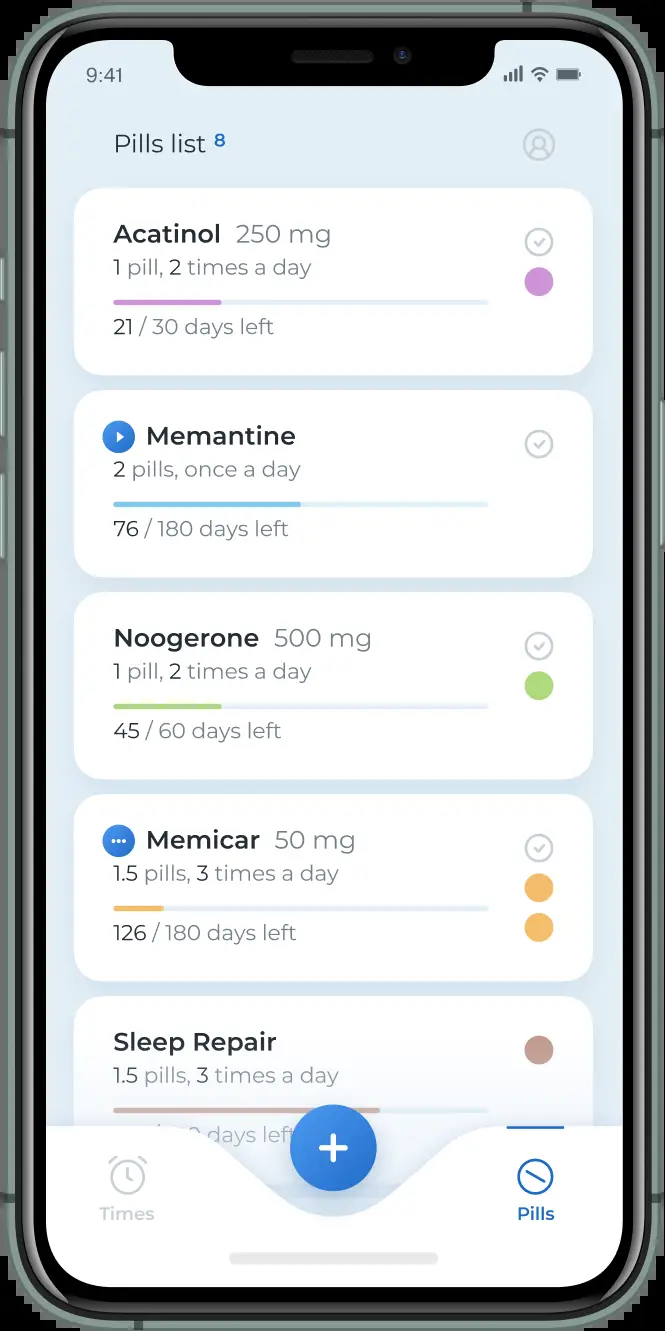 9:41
Pills list 8
Acatinol 250 mg
1 pill, 2 times a day
21 / 30 days left
Memantine
2 pills, once a day
76 / 180 days left
Noogerone 500 mg
1 pill, 2 times a day
45 / 60 days left
Memicar 50 mg
1.5 pills, 3 times a day
126 / 180 days left
Sleep Repair
1.5 pills, 3 times a day
days left
Times
Pills